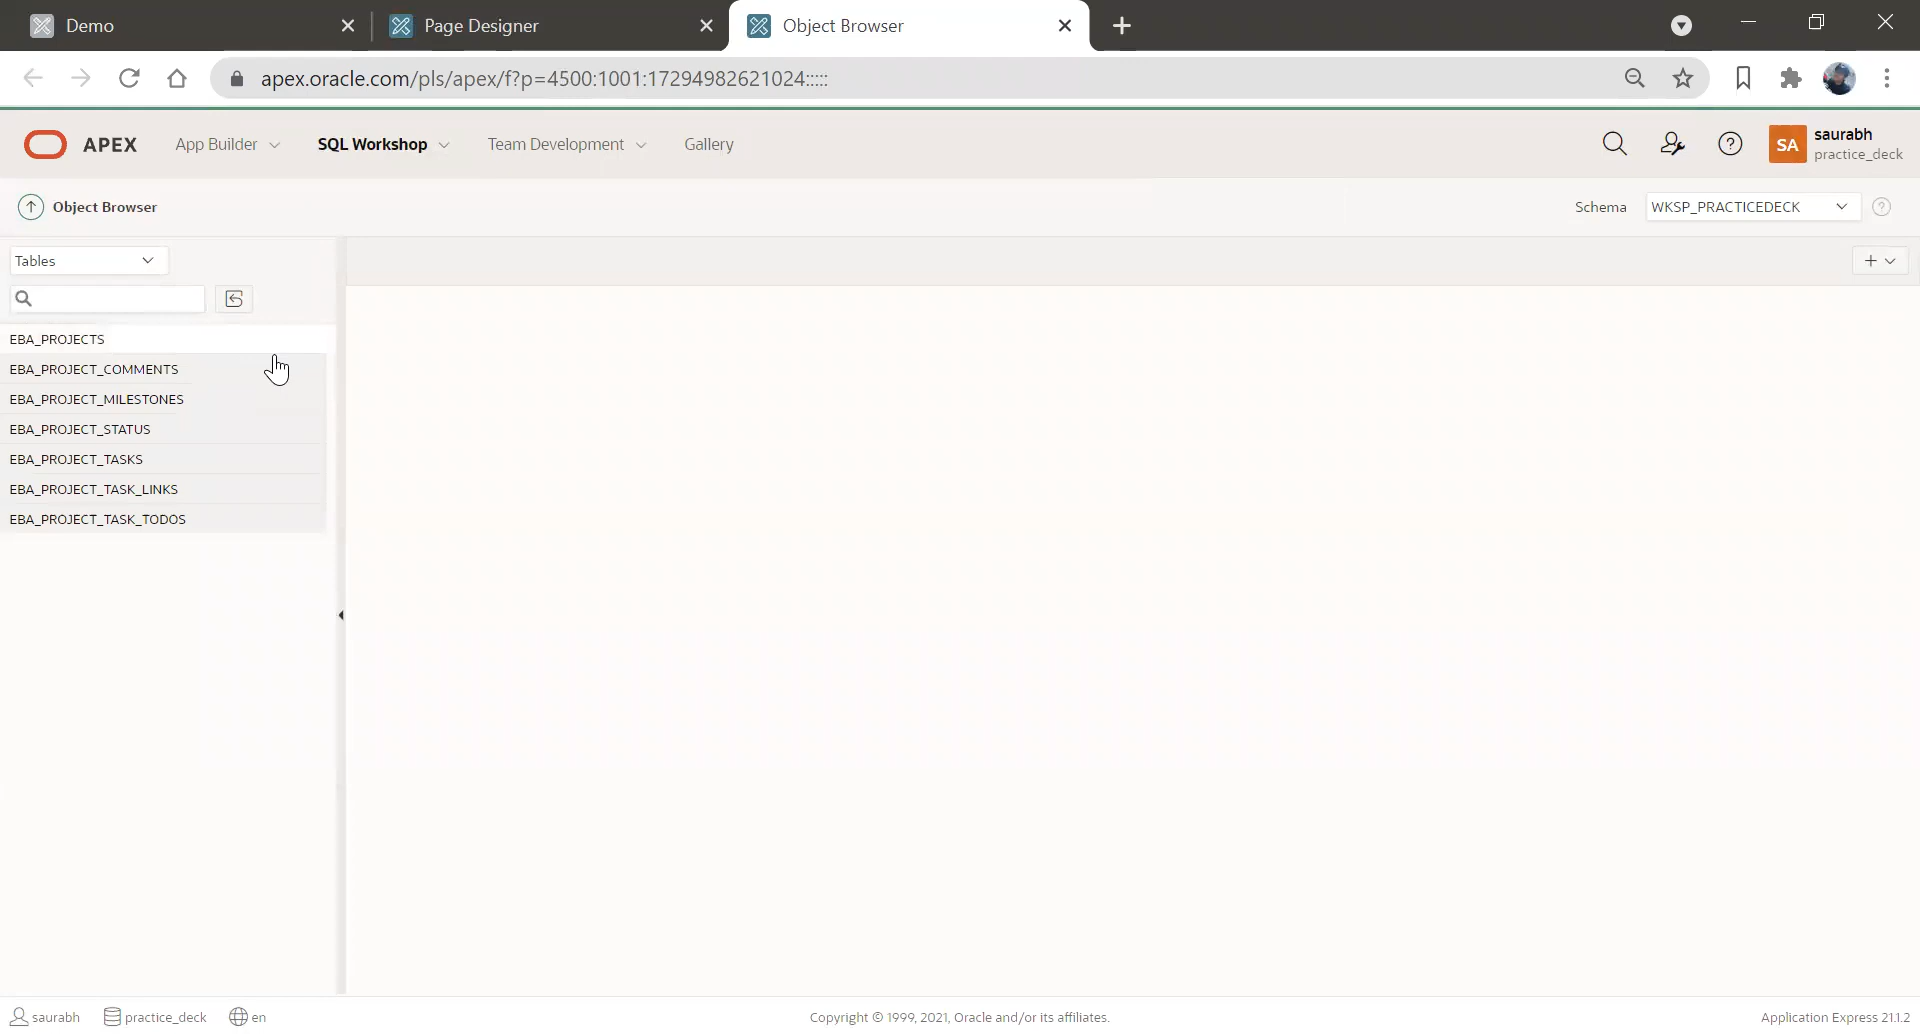 Demo
Page Designer
Object Browser
apex.oracle.com/pls/apex/f?p=4500:1001:17294982621024:::::
APEX
App Builder
SQL Workshop
Team Development
Gallery
SA
saurabh
practice_deck
Object Browser
Schema
WKSP_PRACTICEDECK
Tables
EBA_PROJECTS
EBA_PROJECT_COMMENTS
EBA_PROJECT_MILESTONES
EBA_PROJECT_STATUS
EBA_PROJECT_TASKS
EBA_PROJECT_TASK_LINKS
EBA_PROJECT_TASK_TODOS
saurabh
practice_deck
en
Copyright © 1999, 2021, Oracle and/or its affiliates.
Application Express 21.1.2